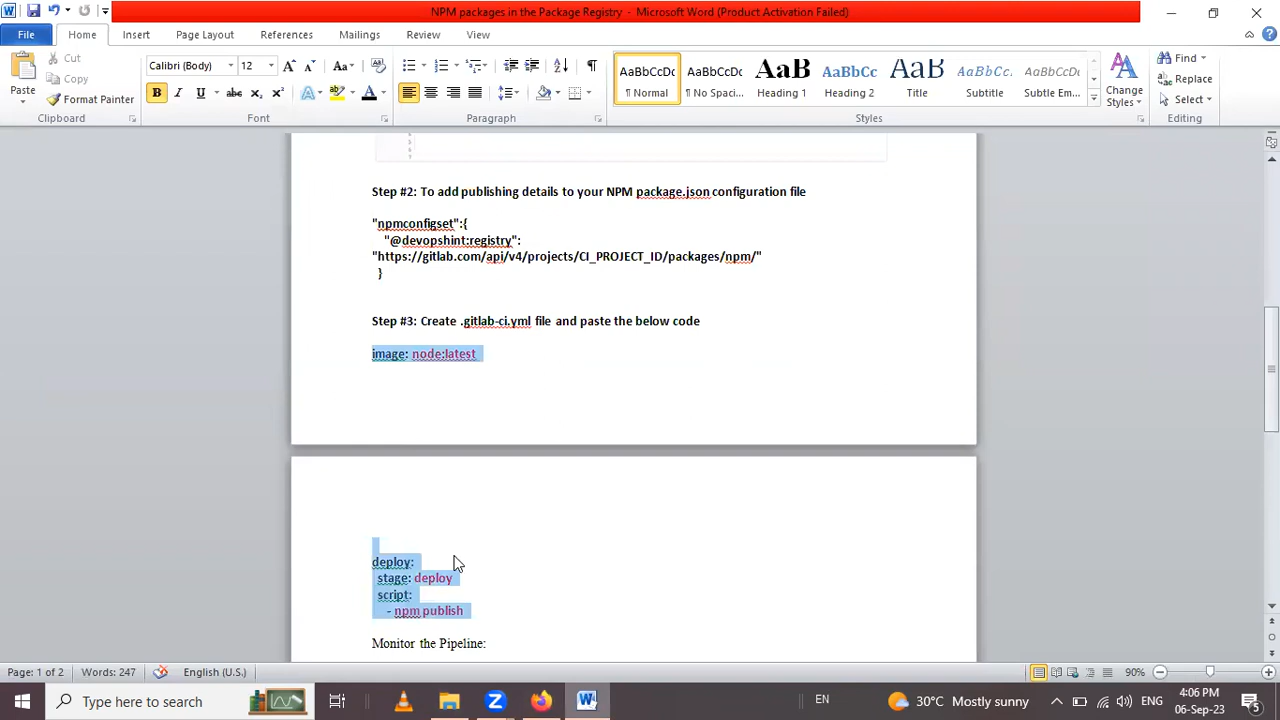 NPM packages in the Package Registry - Microsoft Word (Product Activation Failed)
File Home Insert Page Layout References Mailings Review View
Paste
Cut
Copy
Format Painter
Clipboard
Calibri (Body) 12
Font
Paragraph
AaBbCcDc AaBbCcDc AaB AaBbCc AaB AaBbCc. AaBbCcDc
¶ Normal ¶ No Spaci... Heading 1 Heading 2 Title Subtitle Subtle Em...
Change Styles
Styles
Find
Replace
Select
Editing
Step #2: To add publishing details to your NPM package.json configuration file
"npmconfigset":{
"@devopshint:registry":
"https://gitlab.com/api/v4/projects/CI_PROJECT_ID/packages/npm/"
}
Step #3: Create .gitlab-ci.yml file and paste the below code
image: node:latest
deploy:
stage: deploy
script:
- npm publish
Monitor the Pipeline:
Page: 1 of 2 Words: 247 English (U.S.) 90%
Type here to search EN 30°C Mostly sunny ENG 4:06 PM
06-Sep-23 5